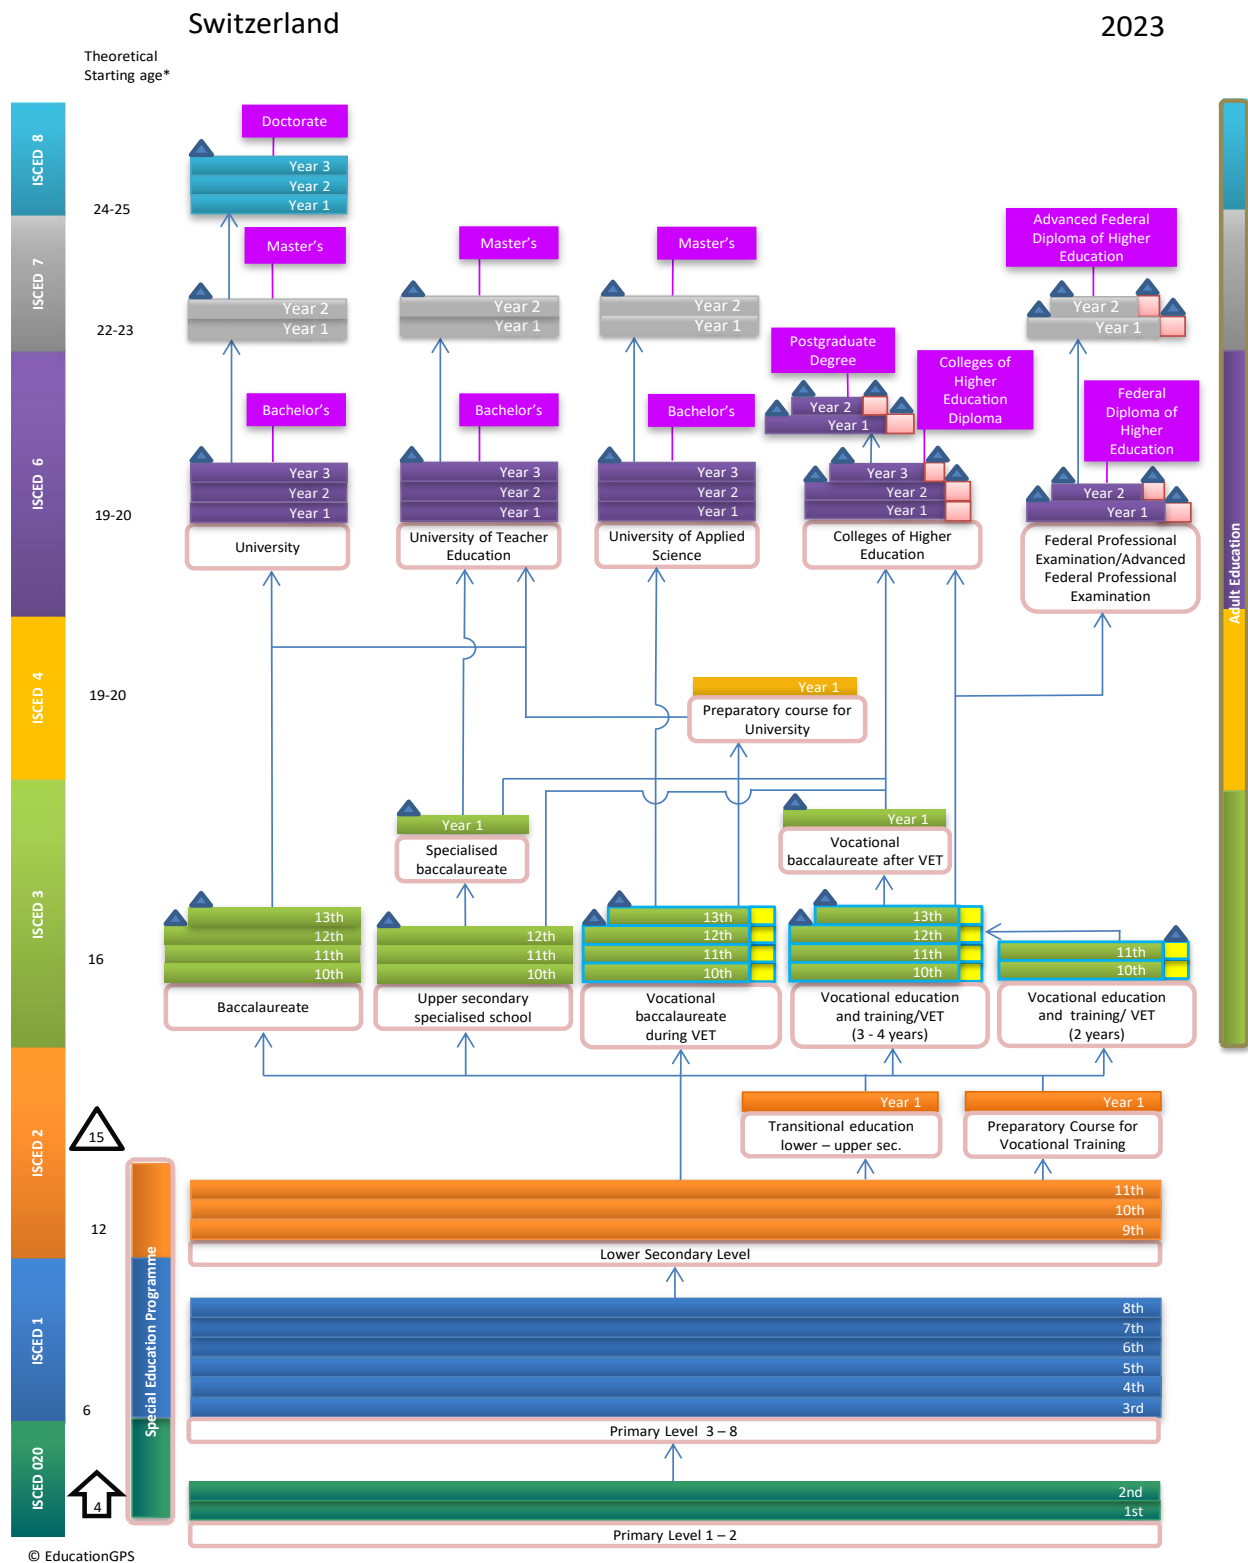 Switzerland
2023
Theoretical
Starting age*
ISCED 8
ISCED 7
ISCED 6
ISCED 4
ISCED 3
ISCED 2
ISCED 1
ISCED 020
24-25
22-23
19-20
19-20
16
15
12
6
4
Special Education Programme
Adult Education
Doctorate
Year 3
Year 2
Year 1
Master's
Year 2
Year 1
Master's
Year 2
Year 1
Master's
Year 2
Year 1
Advanced Federal
Diploma of Higher
Education
Year 2
Year 1
Bachelor's
Year 3
Year 2
Year 1
University
Bachelor's
Year 3
Year 2
Year 1
University of Teacher
Education
Bachelor's
Year 3
Year 2
Year 1
University of Applied
Science
Postgraduate
Degree
Year 2
Year 1
Colleges of
Higher
Education
Diploma
Year 3
Year 2
Year 1
Colleges of Higher
Education
Federal
Diploma of
Higher
Education
Year 2
Year 1
Federal Professional
Examination/Advanced
Federal Professional
Examination
Year 1
Preparatory course for
University
Year 1
Specialised
baccalaureate
Year 1
Vocational
baccalaureate after VET
13th
12th
11th
10th
Baccalaureate
12th
11th
10th
Upper secondary
specialised school
13th
12th
11th
10th
Vocational
baccalaureate
during VET
13th
12th
11th
10th
Vocational education
and training/VET
(3 - 4 years)
11th
10th
Vocational education
and training/ VET
(2 years)
Year 1
Transitional education
lower – upper sec.
Year 1
Preparatory Course for
Vocational Training
11th
10th
9th
Lower Secondary Level
8th
7th
6th
5th
4th
3rd
Primary Level 3 – 8
2nd
1st
Primary Level 1 – 2
© EducationGPS